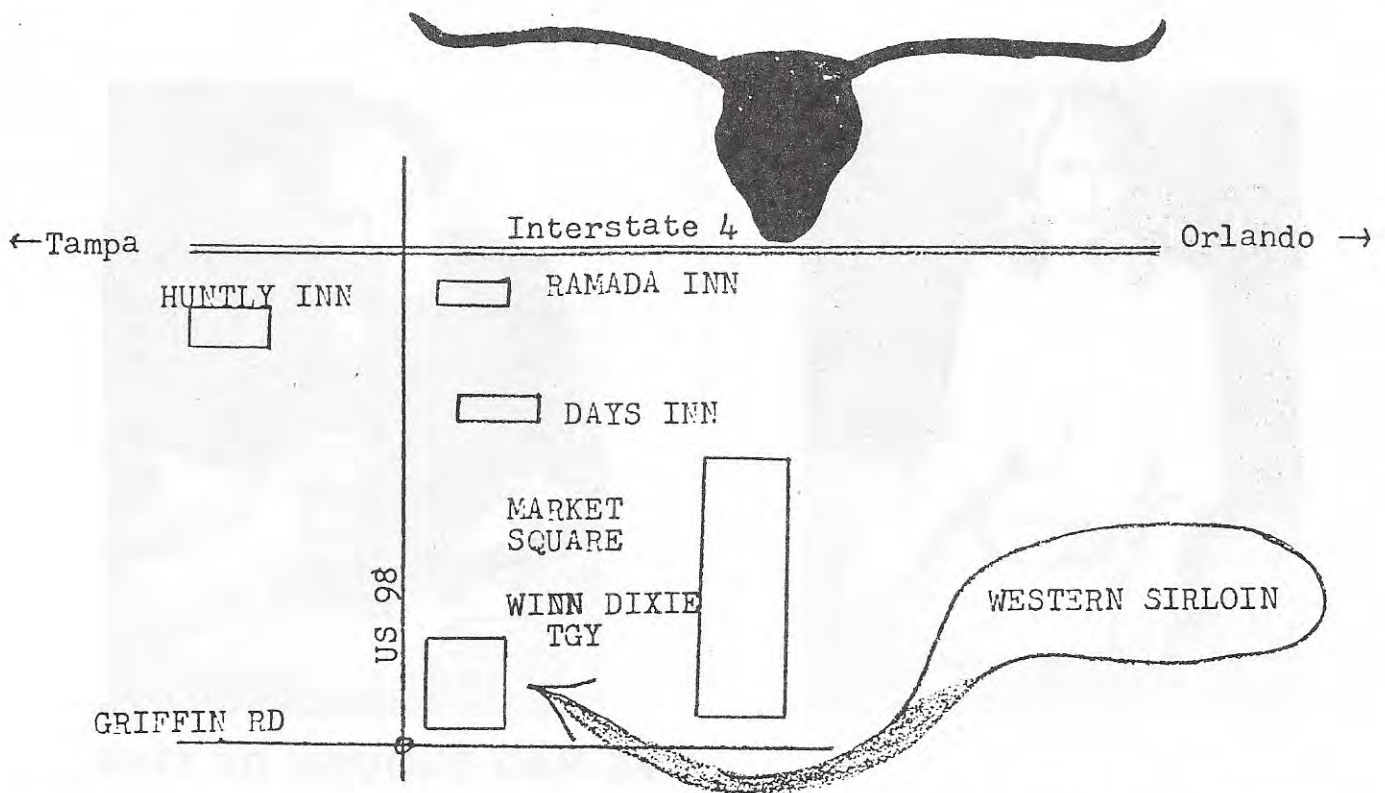 Interstate 4
←Tampa
Orlando →
HUNTLY INN
RAMADA INN
DAYS INN
MARKET
SQUARE
WINN DIXIE
TGY
US 98
WESTERN SIRLOIN
GRIFFIN RD